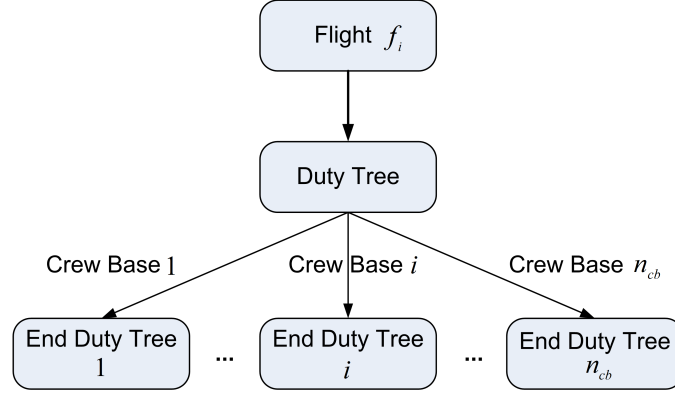 Flight f_i
Duty Tree
Crew Base 1 Crew Base i Crew Base n_cb
End Duty Tree ... End Duty Tree ... End Duty Tree
1 i n_cb